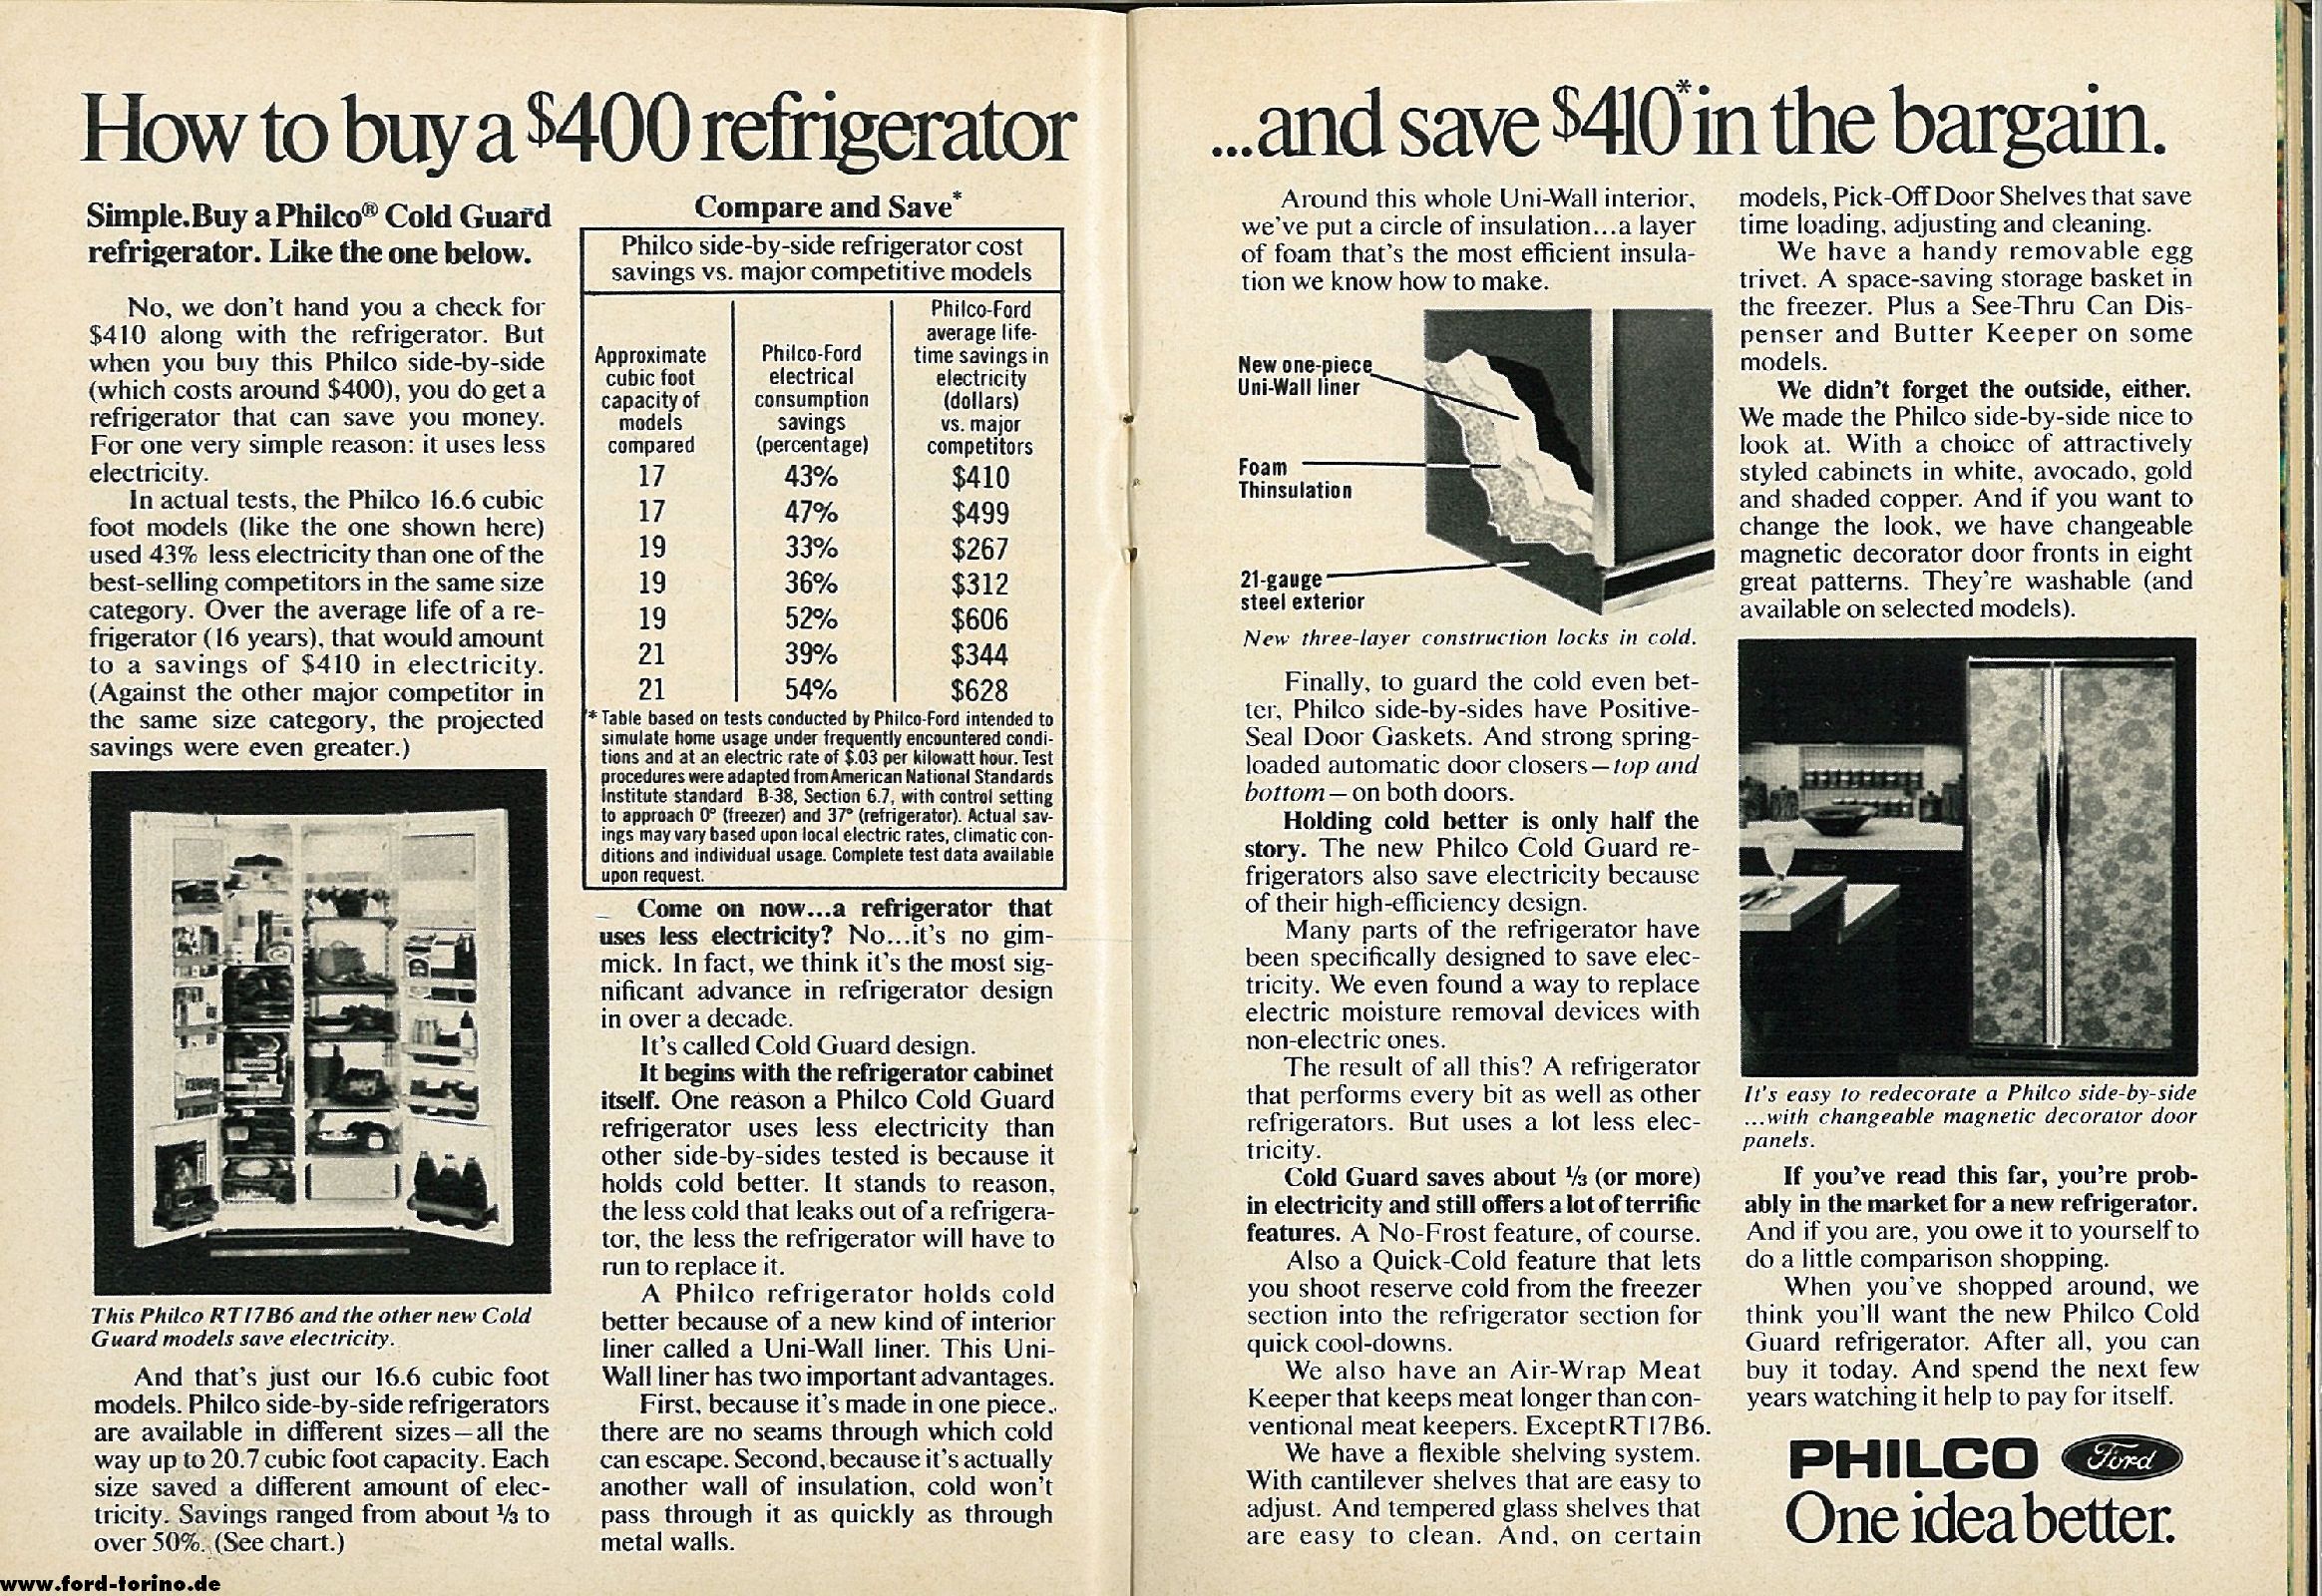 How to buy a $400 refrigerator
Simple. Buy a Philco® Cold Guard
refrigerator. Like the one below.
No, we don't hand you a check for
$410 along with the refrigerator. But
when you buy this Philco side-by-side
(which costs around $400), you do get a
refrigerator that can save you money.
For one very simple reason: it uses less
electricity.
In actual tests, the Philco 16.6 cubic
foot models (like the one shown here)
used 43% less electricity than one of the
best-selling competitors in the same size
category. Over the average life of a re-
frigerator (16 years), that would amount
to a savings of $410 in electricity.
(Against the other major competitor in
the same size category, the projected
savings were even greater.)
This Philco RT17B6 and the other new Cold
Guard models save electricity.
And that's just our 16.6 cubic foot
models. Philco side-by-side refrigerators
are available in different sizes—all the
way up to 20.7 cubic foot capacity. Each
size saved a different amount of elec-
tricity. Savings ranged from about ⅓ to
over 50%. (See chart.)
Compare and Save*
Philco side-by-side refrigerator cost
savings vs. major competitive models
Approximate
cubic foot
capacity of
models
compared
Philco-Ford
electrical
consumption
savings
(percentage)
Philco-Ford
average life-
time savings in
electricity
(dollars)
vs. major
competitors
17 43% $410
17 47% $499
19 33% $267
19 36% $312
19 52% $606
21 39% $344
21 54% $628
*Table based on tests conducted by Philco-Ford intended to
simulate home usage under frequently encountered condi-
tions and at an electric rate of $.03 per kilowatt hour. Test
procedures were adapted from American National Standards
Institute standard B-38, Section 6.7, with control setting
to approach 0° (freezer) and 37° (refrigerator). Actual sav-
ings may vary based upon local electric rates, climatic con-
ditions and individual usage. Complete test data available
upon request.
Come on now...a refrigerator that
uses less electricity? No...it's no gim-
mick. In fact, we think it's the most sig-
nificant advance in refrigerator design
in over a decade.
It's called Cold Guard design.
It begins with the refrigerator cabinet
itself. One reason a Philco Cold Guard
refrigerator uses less electricity than
other side-by-sides tested is because it
holds cold better. It stands to reason,
the less cold that leaks out of a refrigera-
tor, the less the refrigerator will have to
run to replace it.
A Philco refrigerator holds cold
better because of a new kind of interior
liner called a Uni-Wall liner. This Uni-
Wall liner has two important advantages.
First, because it's made in one piece,
there are no seams through which cold
can escape. Second, because it's actually
another wall of insulation, cold won't
pass through it as quickly as through
metal walls.
...and save $410* in the bargain.
Around this whole Uni-Wall interior,
we've put a circle of insulation...a layer
of foam that's the most efficient insula-
tion we know how to make.
New one-piece
Uni-Wall liner
Foam
Thinsulation
21-gauge
steel exterior
New three-layer construction locks in cold.
Finally, to guard the cold even bet-
ter, Philco side-by-sides have Positive-
Seal Door Gaskets. And strong spring-
loaded automatic door closers—top and
bottom—on both doors.
Holding cold better is only half the
story. The new Philco Cold Guard re-
frigerators also save electricity because
of their high-efficiency design.
Many parts of the refrigerator have
been specifically designed to save elec-
tricity. We even found a way to replace
electric moisture removal devices with
non-electric ones.
The result of all this? A refrigerator
that performs every bit as well as other
refrigerators. But uses a lot less elec-
tricity.
Cold Guard saves about ⅓ (or more)
in electricity and still offers a lot of terrific
features. A No-Frost feature, of course.
Also a Quick-Cold feature that lets
you shoot reserve cold from the freezer
section into the refrigerator section for
quick cool-downs.
We also have an Air-Wrap Meat
Keeper that keeps meat longer than con-
ventional meat keepers. Except RT17B6.
We have a flexible shelving system.
With cantilever shelves that are easy to
adjust. And tempered glass shelves that
are easy to clean. And, on certain
models, Pick-Off Door Shelves that save
time loading, adjusting and cleaning.
We have a handy removable egg
trivet. A space-saving storage basket in
the freezer. Plus a See-Thru Can Dis-
penser and Butter Keeper on some
models.
We didn't forget the outside, either.
We made the Philco side-by-side nice to
look at. With a choice of attractively
styled cabinets in white, avocado, gold
and shaded copper. And if you want to
change the look, we have changeable
magnetic decorator door fronts in eight
great patterns. They're washable (and
available on selected models).
It's easy to redecorate a Philco side-by-side
...with changeable magnetic decorator door
panels.
If you've read this far, you're prob-
ably in the market for a new refrigerator.
And if you are, you owe it to yourself to
do a little comparison shopping.
When you've shopped around, we
think you'll want the new Philco Cold
Guard refrigerator. After all, you can
buy it today. And spend the next few
years watching it help to pay for itself.
PHILCO Ford
One idea better.
www.ford-torino.de